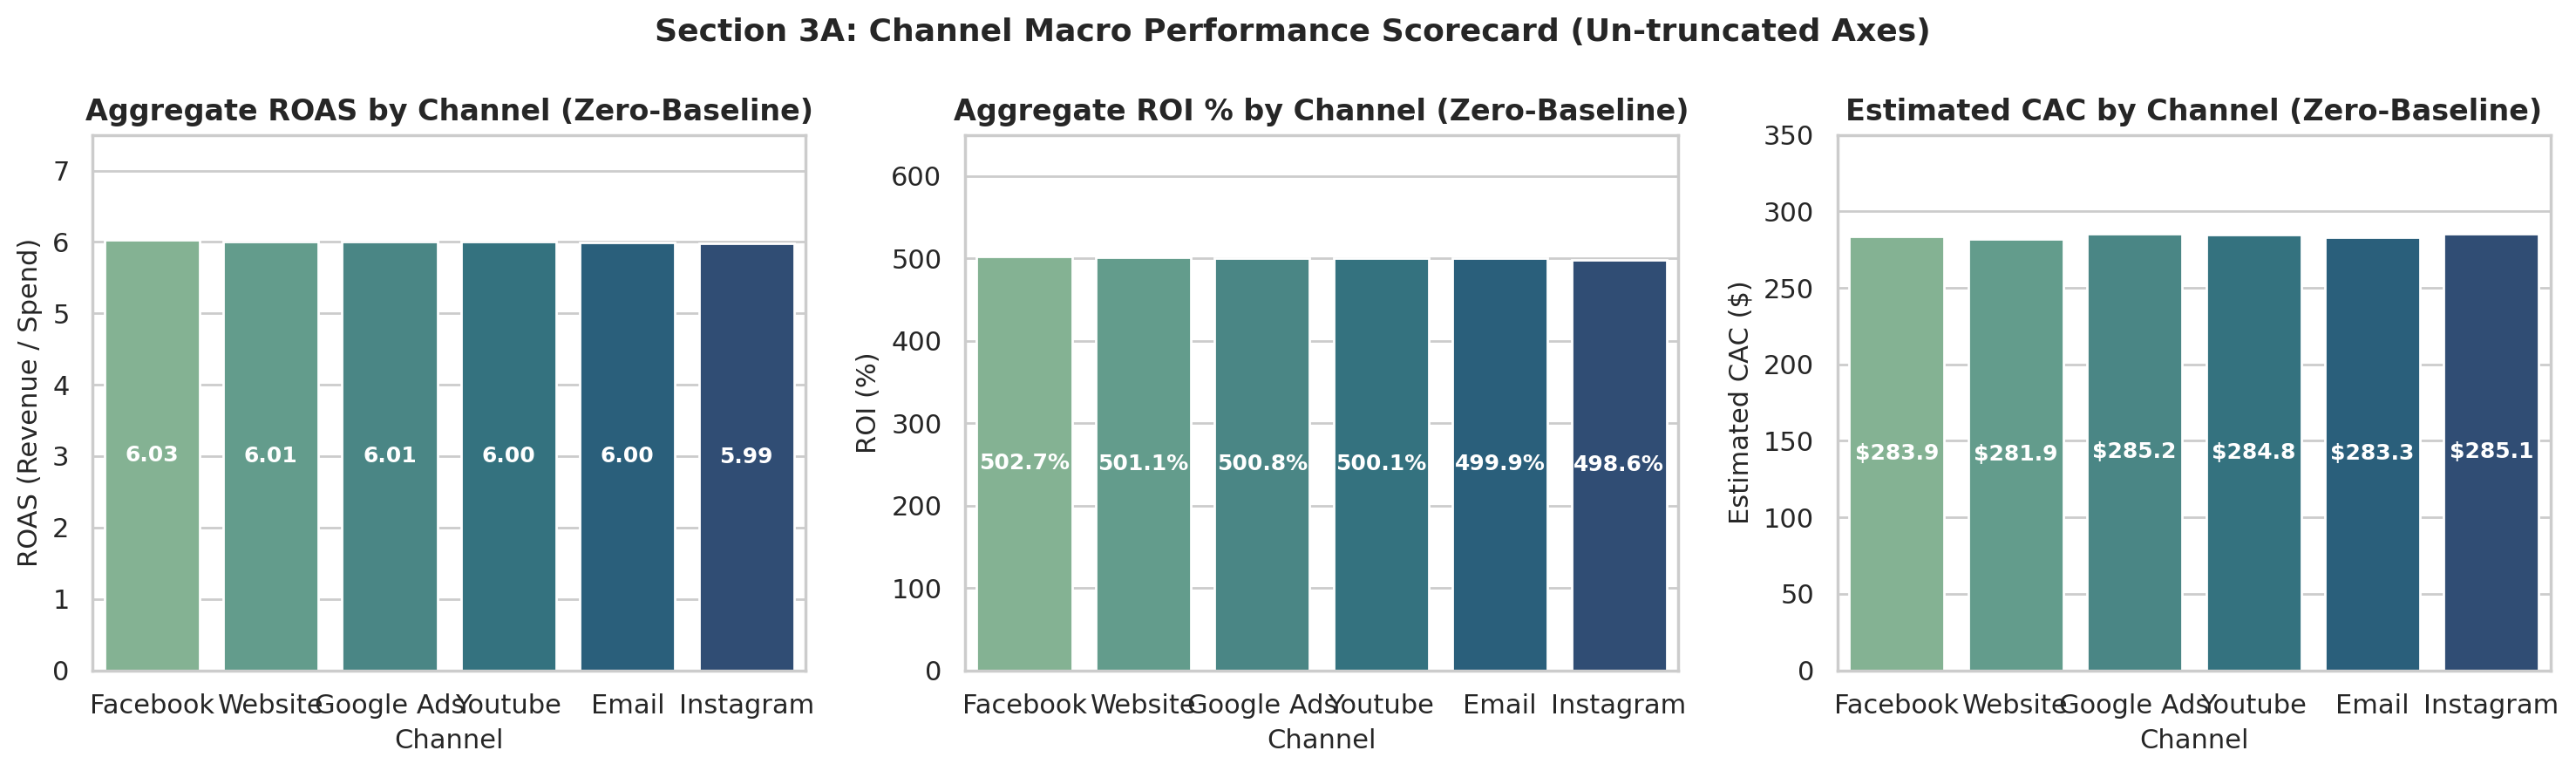 Section 3A: Channel Macro Performance Scorecard (Un-truncated Axes)
Aggregate ROAS by Channel (Zero-Baseline)
ROAS (Revenue / Spend)
7
6
5
4
3
2
1
0
6.03
6.01
6.01
6.00
6.00
5.99
Facebook
Website
Google Ads
Youtube
Email
Instagram
Channel
Aggregate ROI % by Channel (Zero-Baseline)
ROI (%)
600
500
400
300
200
100
0
502.7%
501.1%
500.8%
500.1%
499.9%
498.6%
Facebook
Website
Google Ads
Youtube
Email
Instagram
Channel
Estimated CAC by Channel (Zero-Baseline)
Estimated CAC ($)
350
300
250
200
150
100
50
0
$283.9
$281.9
$285.2
$284.8
$283.3
$285.1
Facebook
Website
Google Ads
Youtube
Email
Instagram
Channel